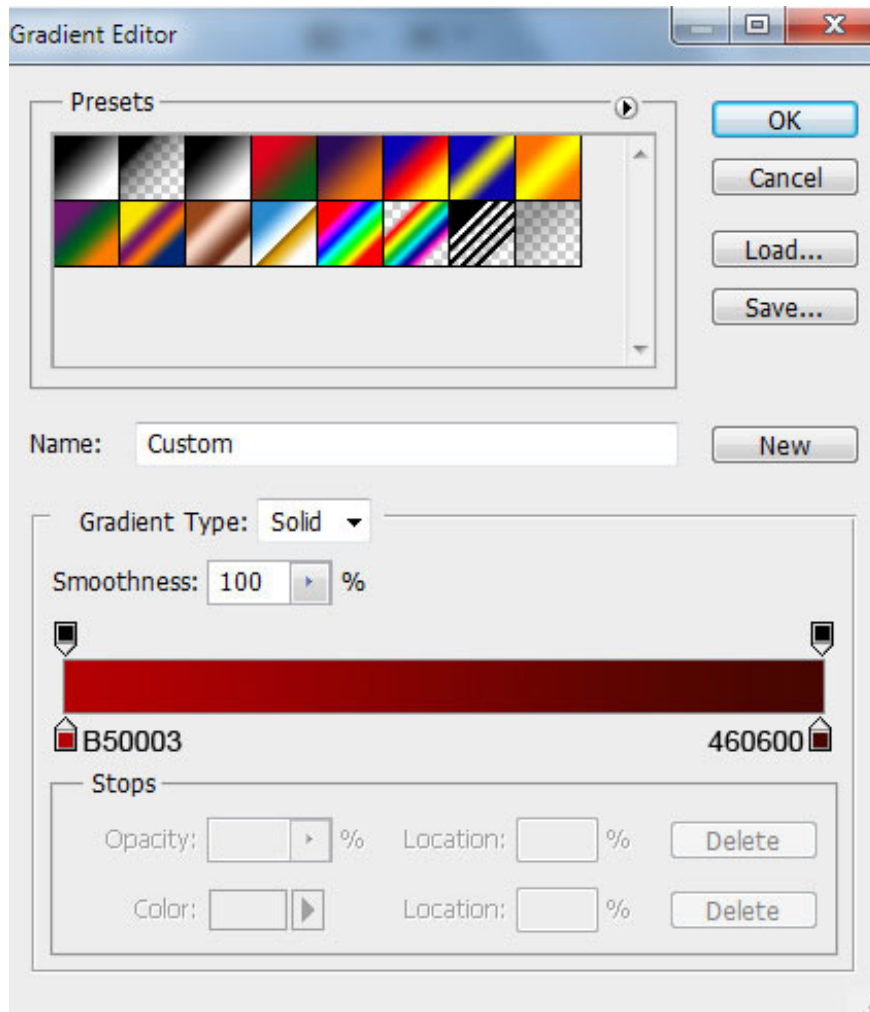 Gradient Editor
Presets
OK
Cancel
Load...
Save...
Name: Custom
New
Gradient Type: Solid
Smoothness: 100 %
B50003 460600
Stops
Opacity: % Location: % Delete
Color: Location: % Delete